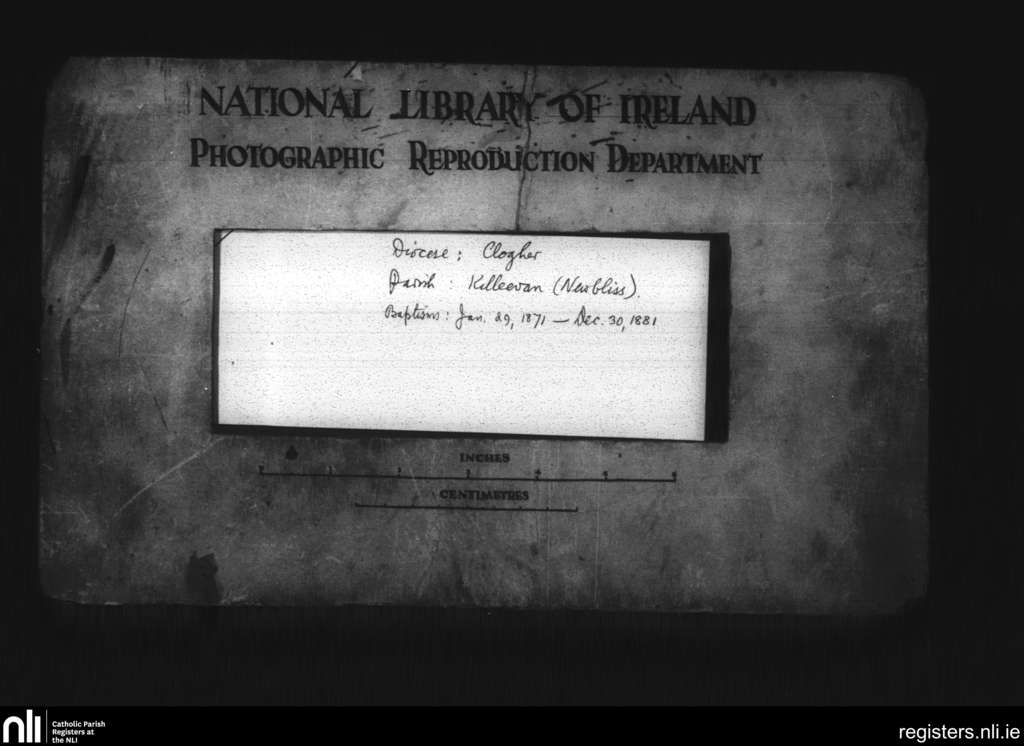 NATIONAL LIBRARY OF IRELAND
PHOTOGRAPHIC REPRODUCTION DEPARTMENT
Diocese : Clogher
Parish : Killeevan (Newbliss).
Baptisms : Jan. 29, 1871 — Dec. 30, 1881
INCHES
CENTIMETRES
nli Catholic Parish
Registers at
the NLI
registers.nli.ie